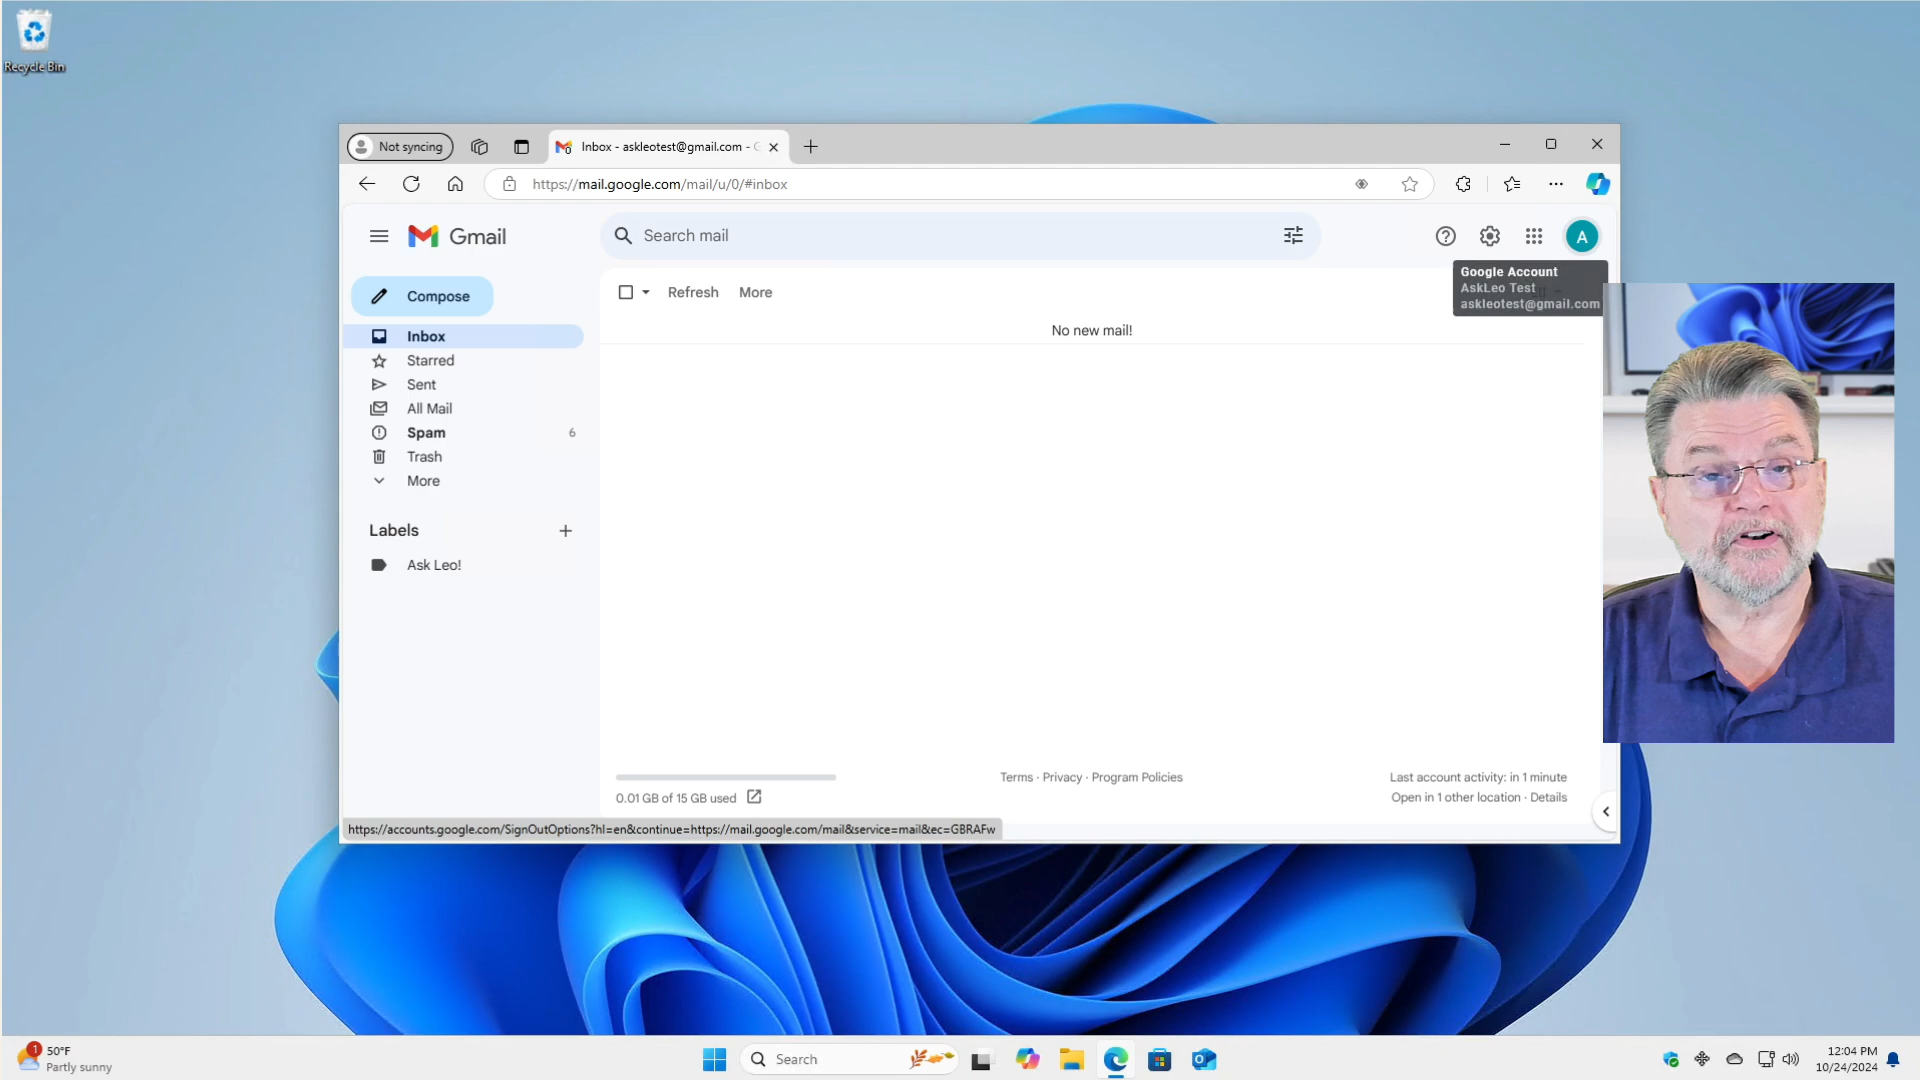 Recycle Bin
Not syncing
Inbox - askleotest@gmail.com -
https://mail.google.com/mail/u/0/#inbox
Gmail
Search mail
A
Google Account
AskLeo Test
askleotest@gmail.com
Compose
Refresh
More
No new mail!
Inbox
Starred
Sent
All Mail
Spam 6
Trash
More
Labels
Ask Leo!
0.01 GB of 15 GB used
Terms · Privacy · Program Policies
Last account activity: in 1 minute
Open in 1 other location · Details
https://accounts.google.com/SignOutOptions?hl=en&continue=https://mail.google.com/mail&service=mail&ec=GBRAFw
1
50°F
Partly sunny
Search
12:04 PM
10/24/2024